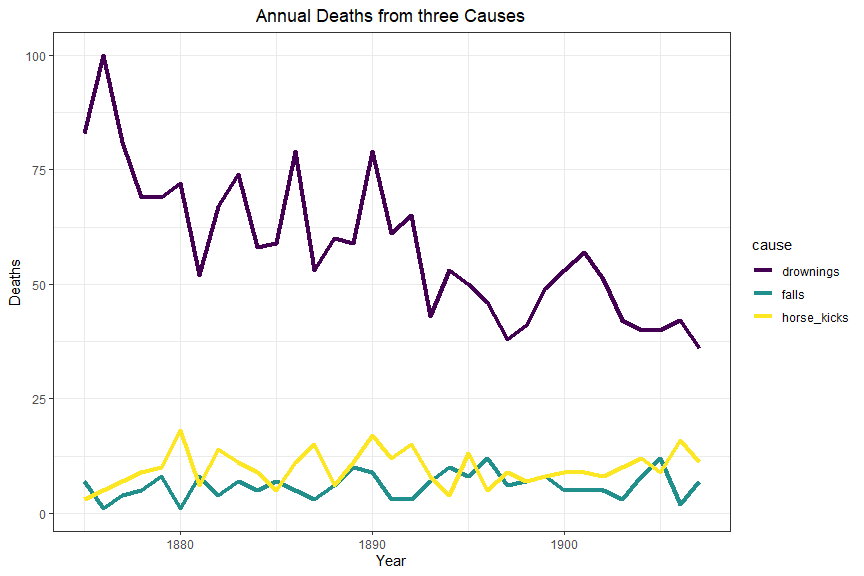 Annual Deaths from three Causes
100
75
50
25
0
Deaths
1880
1890
1900
Year
cause
drownings
falls
horse_kicks